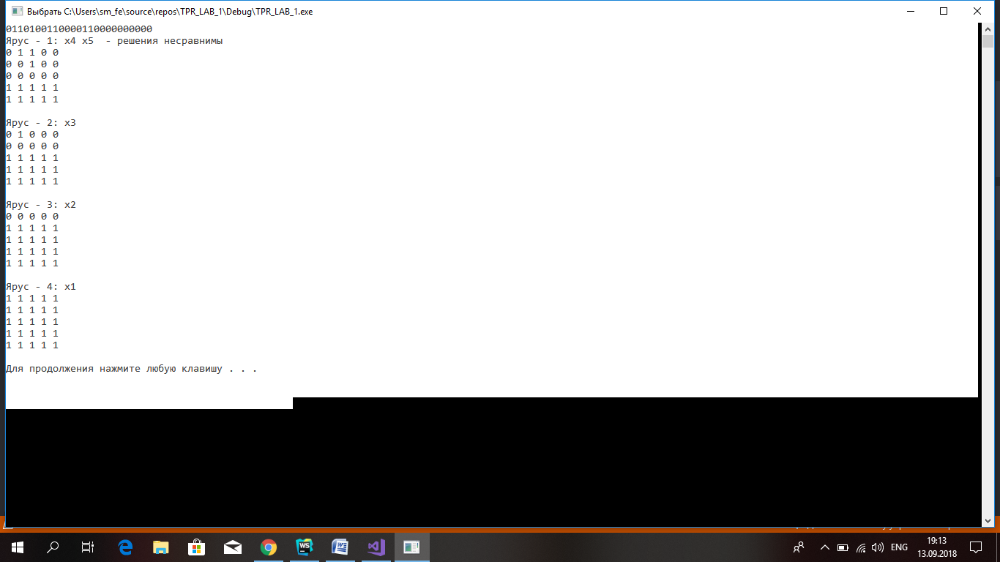 Выбрать C:\Users\sm_fe\source\repos\TPR_LAB_1\Debug\TPR_LAB_1.exe
0110100110000110000000000
Ярус - 1: x4 x5  - решения несравнимы
0 1 1 0 0
0 0 1 0 0
0 0 0 0 0
1 1 1 1 1
1 1 1 1 1
Ярус - 2: x3
0 1 0 0 0
0 0 0 0 0
1 1 1 1 1
1 1 1 1 1
1 1 1 1 1
Ярус - 3: x2
0 0 0 0 0
1 1 1 1 1
1 1 1 1 1
1 1 1 1 1
1 1 1 1 1
Ярус - 4: x1
1 1 1 1 1
1 1 1 1 1
1 1 1 1 1
1 1 1 1 1
1 1 1 1 1
Для продолжения нажмите любую клавишу . . .
WS
ENG
19:13
13.09.2018